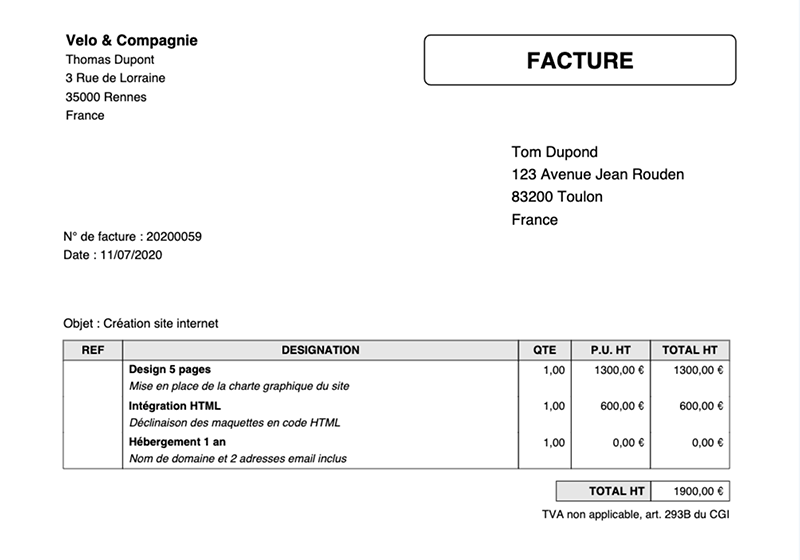 Velo & Compagnie
Thomas Dupont
3 Rue de Lorraine
35000 Rennes
France
FACTURE
Tom Dupond
123 Avenue Jean Rouden
83200 Toulon
France
N° de facture : 20200059
Date : 11/07/2020
Objet : Création site internet
REF DESIGNATION QTE P.U. HT TOTAL HT
Design 5 pages 1,00 1300,00 € 1300,00 €
Mise en place de la charte graphique du site
Intégration HTML 1,00 600,00 € 600,00 €
Déclinaison des maquettes en code HTML
Hébergement 1 an 1,00 0,00 € 0,00 €
Nom de domaine et 2 adresses email inclus
TOTAL HT 1900,00 €
TVA non applicable, art. 293B du CGI